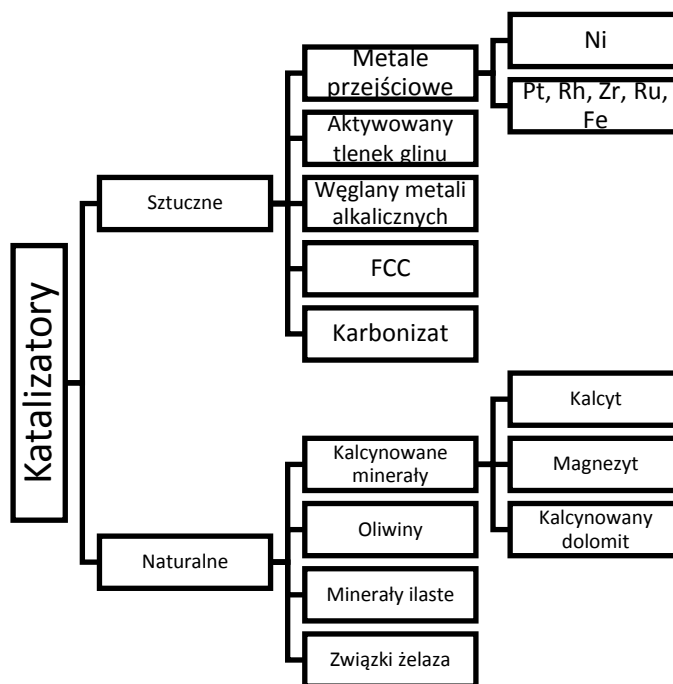 Katalizatory
Sztuczne
Metale
przejściowe
Ni
Pt, Rh, Zr, Ru,
Fe
Aktywowany
tlenek glinu
Węglany metali
alkalicznych
FCC
Karbonizat
Naturalne
Kalcynowane
minerały
Kalcyt
Magnezyt
Kalcynowany
dolomit
Oliwiny
Minerały ilaste
Związki żelaza